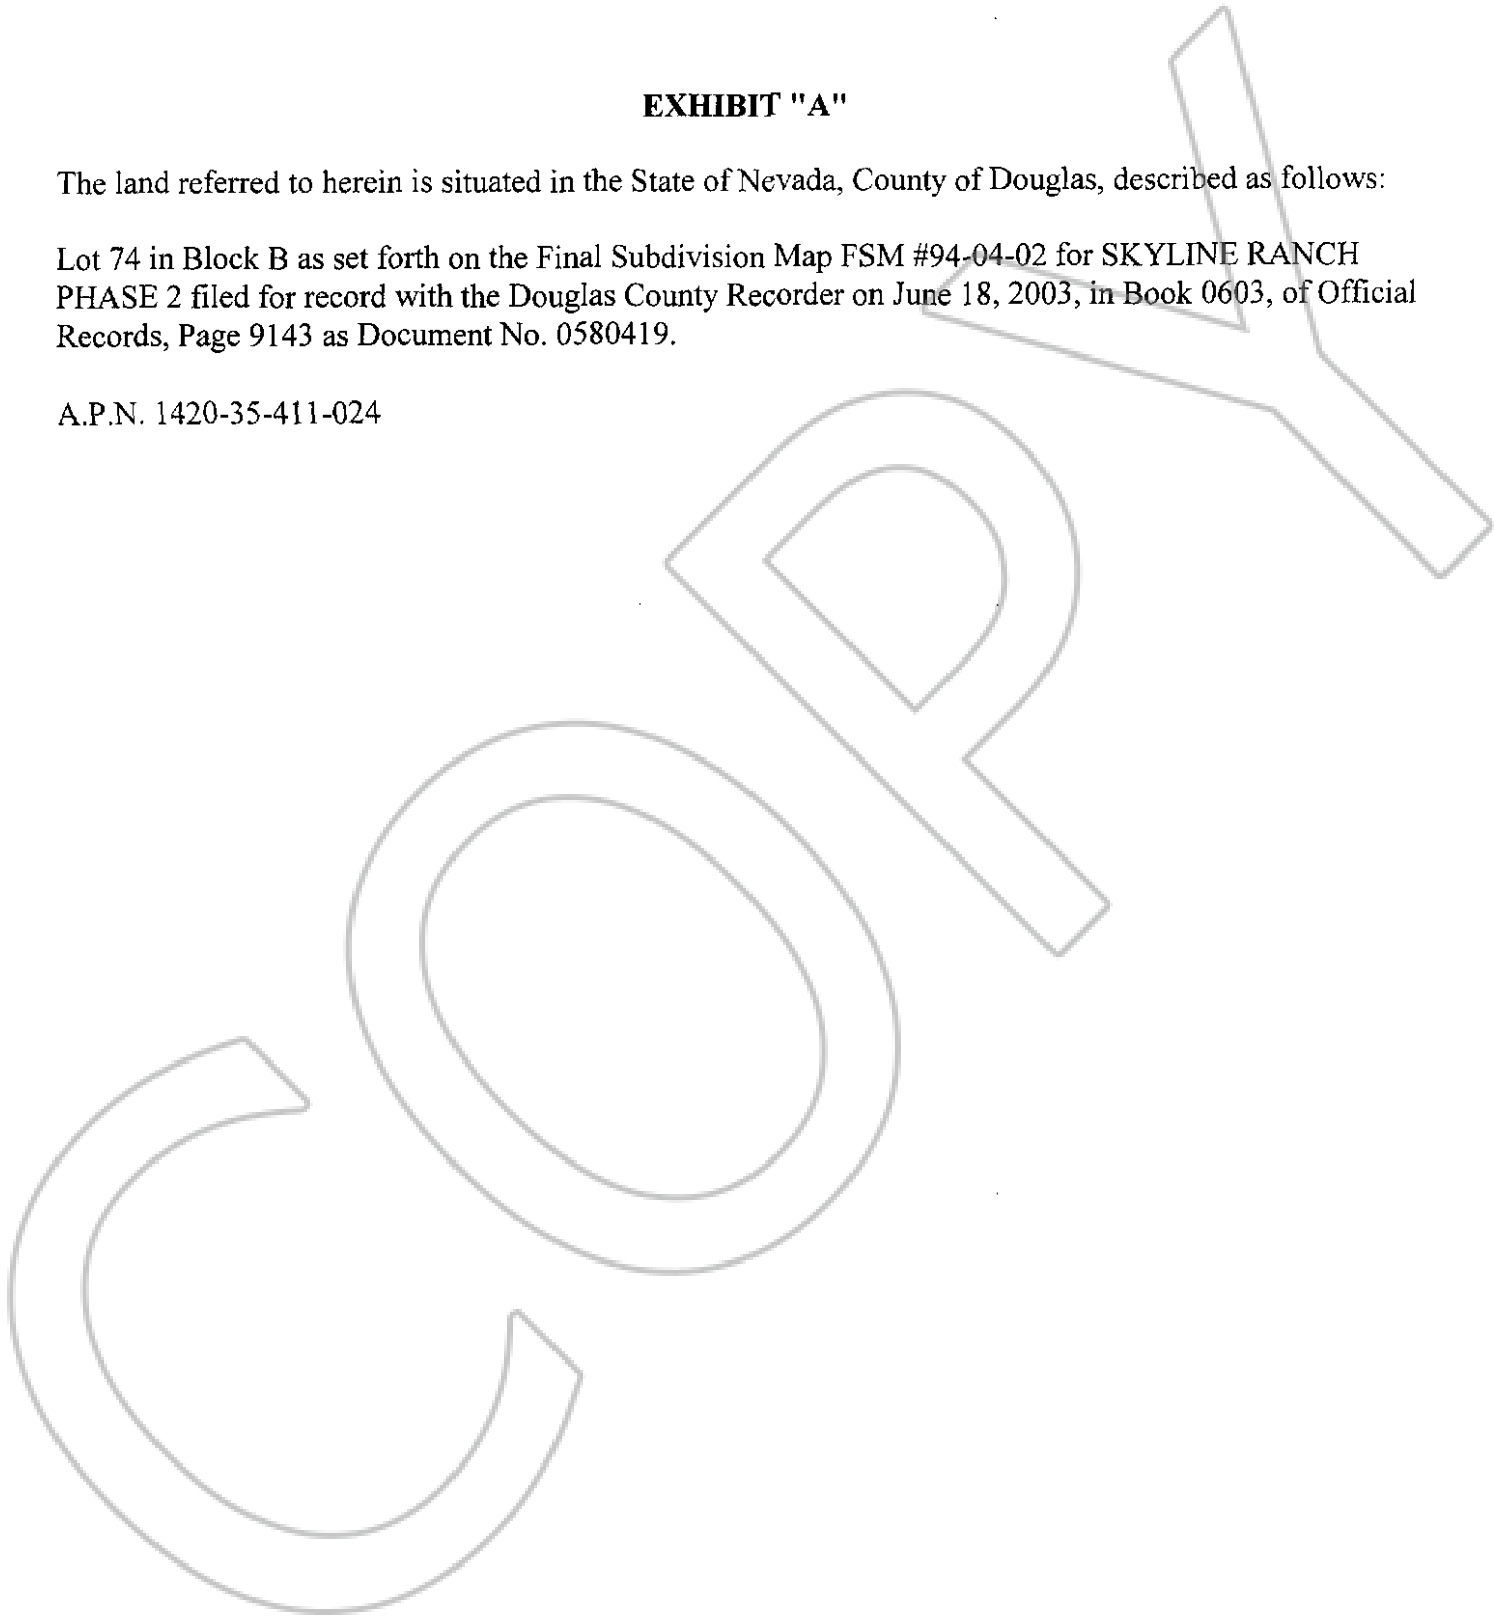 EXHIBIT "A"
The land referred to herein is situated in the State of Nevada, County of Douglas, described as follows:
Lot 74 in Block B as set forth on the Final Subdivision Map FSM #94-04-02 for SKYLINE RANCH
PHASE 2 filed for record with the Douglas County Recorder on June 18, 2003, in Book 0603, of Official
Records, Page 9143 as Document No. 0580419.
A.P.N. 1420-35-411-024
COPY